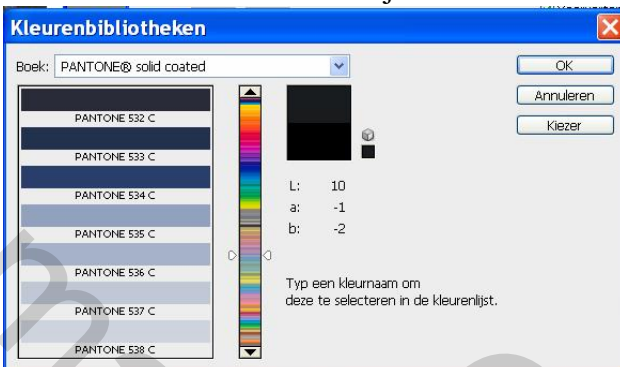 Kleurenbibliotheken
Boek: PANTONE® solid coated
OK
Annuleren
Kiezer
PANTONE 532 C
PANTONE 533 C
PANTONE 534 C
PANTONE 535 C
PANTONE 536 C
PANTONE 537 C
PANTONE 538 C
L: 10
a: -1
b: -2
Typ een kleurnaam om
deze te selecteren in de kleurenlijst.